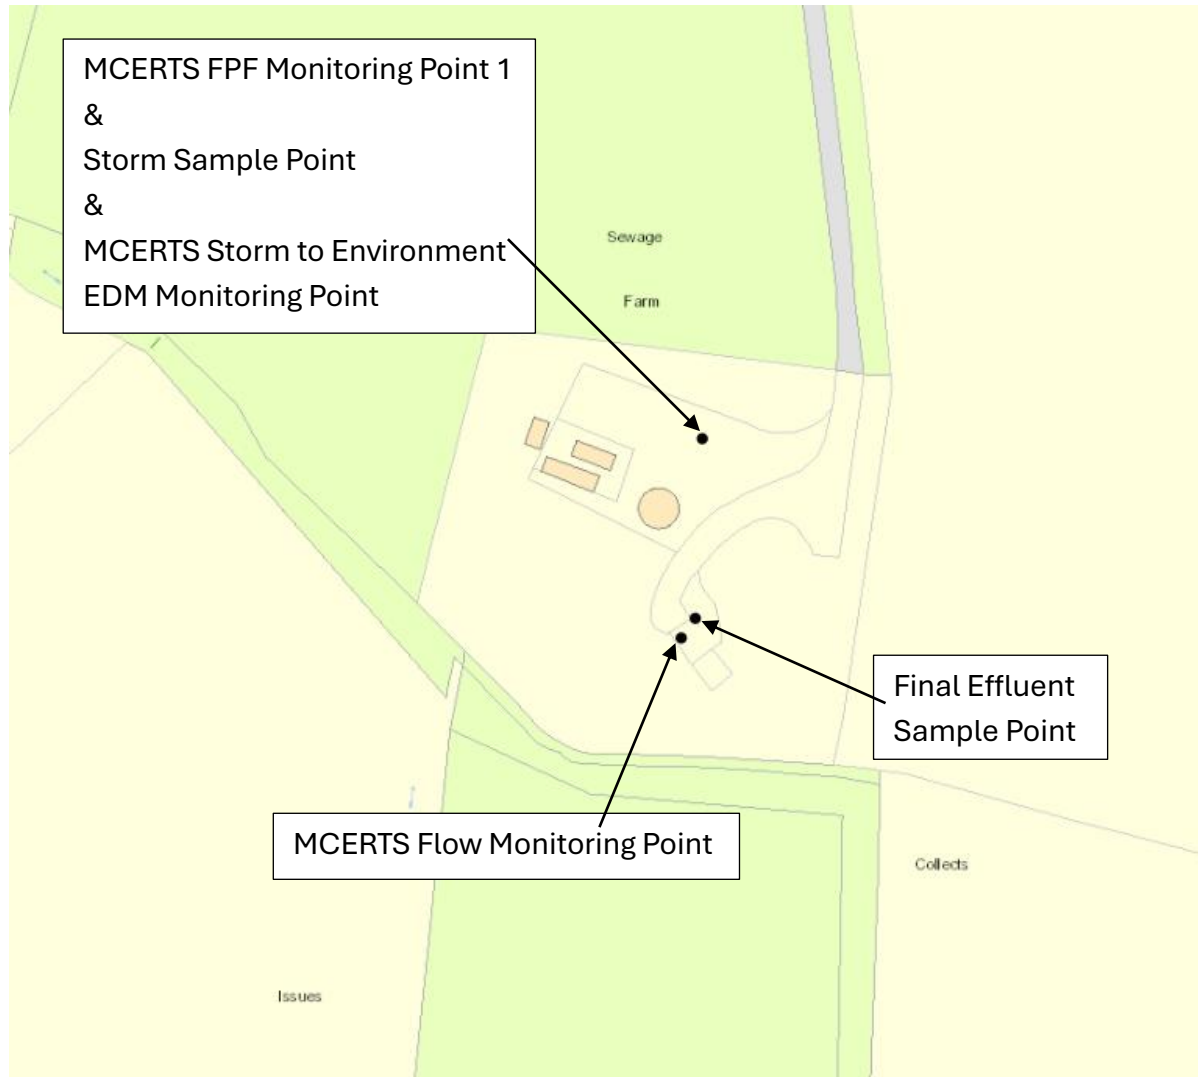 MCERTS FPF Monitoring Point 1
&
Storm Sample Point
&
MCERTS Storm to Environment
EDM Monitoring Point
Sewage
Farm
Final Effluent
Sample Point
MCERTS Flow Monitoring Point
Collects
Issues